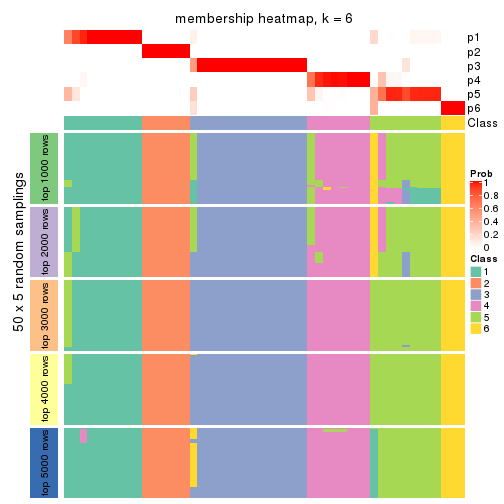 membership heatmap, k = 6
p1
p2
p3
p4
p5
p6
Class
50 x 5 random samplings
top 1000 rows
top 2000 rows
top 3000 rows
top 4000 rows
top 5000 rows
Prob
1
0.8
0.6
0.4
0.2
0
Class
1
2
3
4
5
6